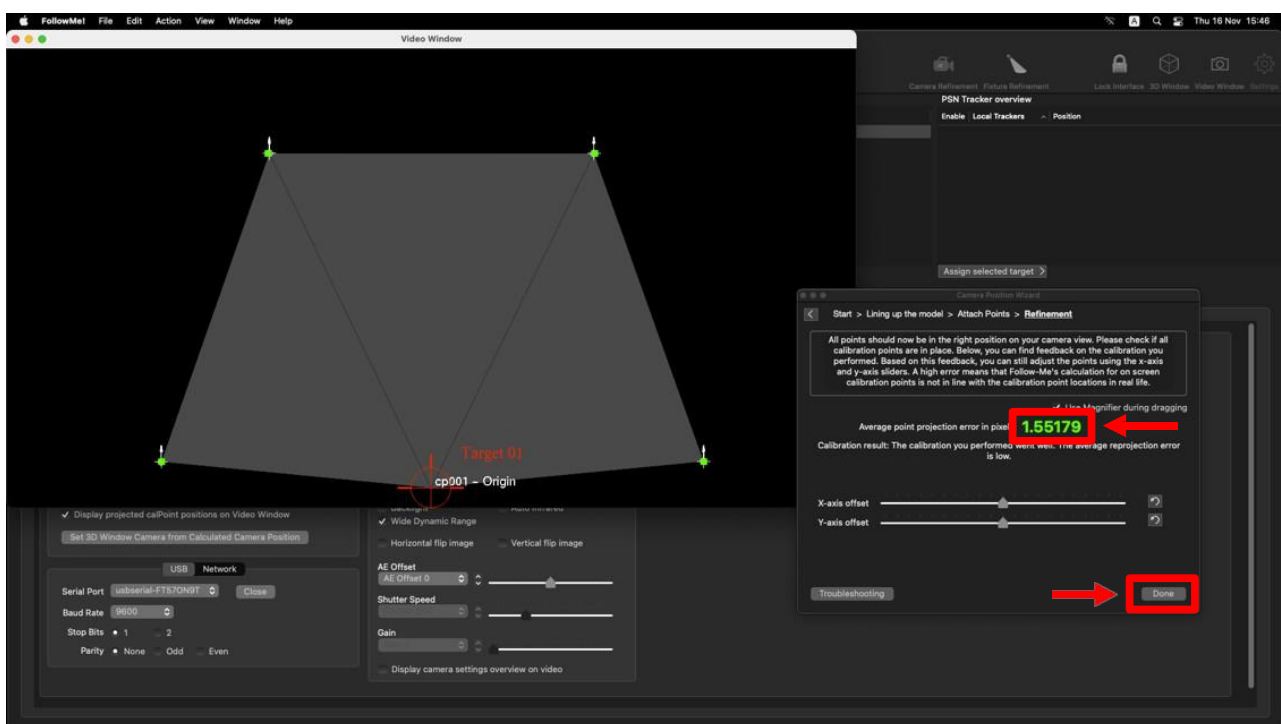 FollowMe! File Edit Action View Window Help
A
Thu 16 Nov 15:46
Video Window
Camera Refinement Fixture Refinement Lock Interface 3D Window Video Window Settings
PSN Tracker overview
Enable Local Trackers Position
Assign selected target >
Target 01
cp001 - Origin
Camera Position Wizard
Start > Lining up the model > Attach Points > Refinement
All points should now be in the right position on your camera view. Please check if all
calibration points are in place. Below, you can find feedback on the calibration you
performed. Based on this feedback, you can still adjust the points using the x-axis
and y-axis sliders. A high error means that Follow-Me's calculation for on screen
calibration points is not in line with the calibration point locations in real life.
Use Magnifier during dragging
Average point projection error in pixel 1.55179
Calibration result: The calibration you performed went well. The average reprojection error
is low.
X-axis offset
Y-axis offset
Troubleshooting Done
Display projected calPoint positions on Video Window
Set 3D Window Camera from Calculated Camera Position
USB Network
Serial Port usbserial-FT57ON9T Close
Baud Rate 9600
Stop Bits 1 2
Parity None Odd Even
Backlight Auto Infrared
Wide Dynamic Range
Horizontal flip image Vertical flip image
AE Offset
AE Offset 0
Shutter Speed
Gain
Display camera settings overview on video